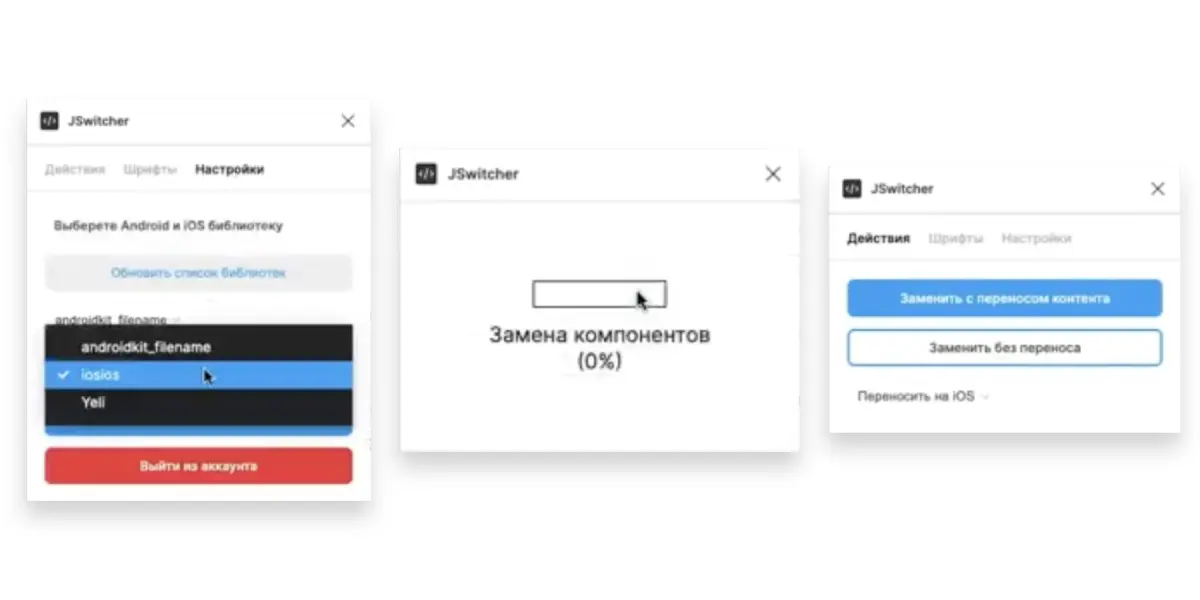 JSwitcher
Действия Шрифты Настройки
Выберете Android и iOS библиотеку
Обновить список библиотек
androidkit_filename
androidkit_filename
iosios
Yeli
Выйти из аккаунта
JSwitcher
Замена компонентов
(0%)
JSwitcher
Действия Шрифты Настройки
Заменить с переносом контента
Заменить без переноса
Переносить на iOS